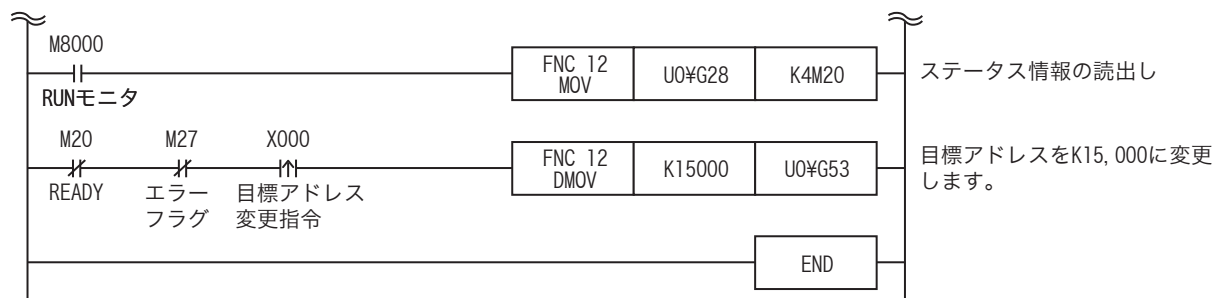 M8000
RUNモニタ
FNC 12
MOV
U0¥G28
K4M20
ステータス情報の読出し
M20
READY
M27
エラー
フラグ
X000
目標アドレス
変更指令
FNC 12
DMOV
K15000
U0¥G53
目標アドレスをK15,000に変更
します。
END